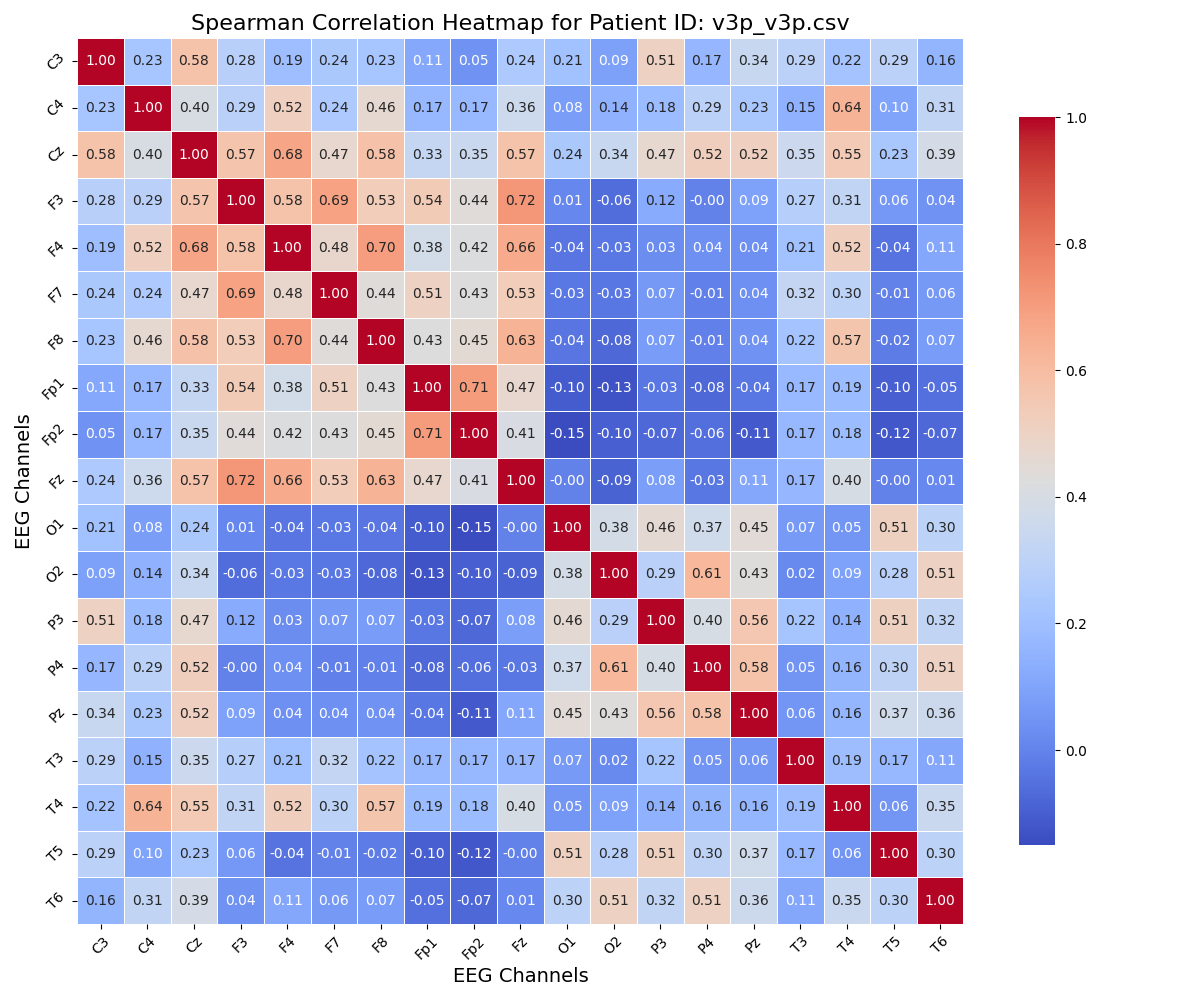 Spearman Correlation Heatmap for Patient ID: v3p_v3p.csv
C3 1.00 0.23 0.58 0.28 0.19 0.24 0.23 0.11 0.05 0.24 0.21 0.09 0.51 0.17 0.34 0.29 0.22 0.29 0.16
C4 0.23 1.00 0.40 0.29 0.52 0.24 0.46 0.17 0.17 0.36 0.08 0.14 0.18 0.29 0.23 0.15 0.64 0.10 0.31
Cz 0.58 0.40 1.00 0.57 0.68 0.47 0.58 0.33 0.35 0.57 0.24 0.34 0.47 0.52 0.52 0.35 0.55 0.23 0.39
F3 0.28 0.29 0.57 1.00 0.58 0.69 0.53 0.54 0.44 0.72 0.01 -0.06 0.12 -0.00 0.09 0.27 0.31 0.06 0.04
F4 0.19 0.52 0.68 0.58 1.00 0.48 0.70 0.38 0.42 0.66 -0.04 -0.03 0.03 0.04 0.04 0.21 0.52 -0.04 0.11
F7 0.24 0.24 0.47 0.69 0.48 1.00 0.44 0.51 0.43 0.53 -0.03 -0.03 0.07 -0.01 0.04 0.32 0.30 -0.01 0.06
F8 0.23 0.46 0.58 0.53 0.70 0.44 1.00 0.43 0.45 0.63 -0.04 -0.08 0.07 -0.01 0.04 0.22 0.57 -0.02 0.07
Fp1 0.11 0.17 0.33 0.54 0.38 0.51 0.43 1.00 0.71 0.47 -0.10 -0.13 -0.03 -0.08 -0.04 0.17 0.19 -0.10 -0.05
Fp2 0.05 0.17 0.35 0.44 0.42 0.43 0.45 0.71 1.00 0.41 -0.15 -0.10 -0.07 -0.06 -0.11 0.17 0.18 -0.12 -0.07
Fz 0.24 0.36 0.57 0.72 0.66 0.53 0.63 0.47 0.41 1.00 -0.00 -0.09 0.08 -0.03 0.11 0.17 0.40 -0.00 0.01
O1 0.21 0.08 0.24 0.01 -0.04 -0.03 -0.04 -0.10 -0.15 -0.00 1.00 0.38 0.46 0.37 0.45 0.07 0.05 0.51 0.30
O2 0.09 0.14 0.34 -0.06 -0.03 -0.03 -0.08 -0.13 -0.10 -0.09 0.38 1.00 0.29 0.61 0.43 0.02 0.09 0.28 0.51
P3 0.51 0.18 0.47 0.12 0.03 0.07 0.07 -0.03 -0.07 0.08 0.46 0.29 1.00 0.40 0.56 0.22 0.14 0.51 0.32
P4 0.17 0.29 0.52 -0.00 0.04 -0.01 -0.01 -0.08 -0.06 -0.03 0.37 0.61 0.40 1.00 0.58 0.05 0.16 0.30 0.51
Pz 0.34 0.23 0.52 0.09 0.04 0.04 0.04 -0.04 -0.11 0.11 0.45 0.43 0.56 0.58 1.00 0.06 0.16 0.37 0.36
T3 0.29 0.15 0.35 0.27 0.21 0.32 0.22 0.17 0.17 0.17 0.07 0.02 0.22 0.05 0.06 1.00 0.19 0.17 0.11
T4 0.22 0.64 0.55 0.31 0.52 0.30 0.57 0.19 0.18 0.40 0.05 0.09 0.14 0.16 0.16 0.19 1.00 0.06 0.35
T5 0.29 0.10 0.23 0.06 -0.04 -0.01 -0.02 -0.10 -0.12 -0.00 0.51 0.28 0.51 0.30 0.37 0.17 0.06 1.00 0.30
T6 0.16 0.31 0.39 0.04 0.11 0.06 0.07 -0.05 -0.07 0.01 0.30 0.51 0.32 0.51 0.36 0.11 0.35 0.30 1.00
C3 C4 Cz F3 F4 F7 F8 Fp1 Fp2 Fz O1 O2 P3 P4 Pz T3 T4 T5 T6
EEG Channels
EEG Channels
1.0
0.8
0.6
0.4
0.2
0.0